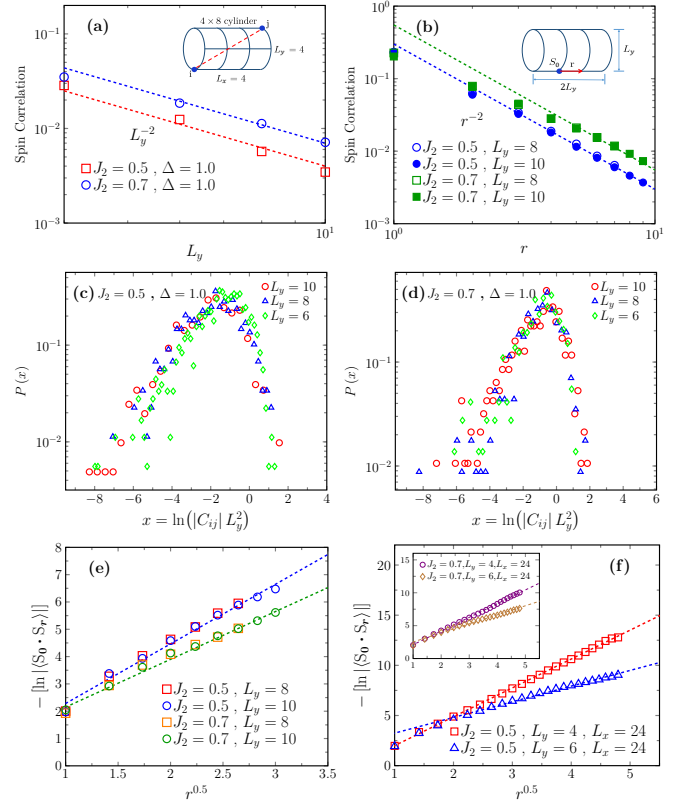 (a)
4 × 8 cylinder
j
L_y = 4
i
L_x = 4
L_y^{-2}
J_2 = 0.5 , Δ = 1.0
J_2 = 0.7 , Δ = 1.0
Spin Correlation
10^{-1}
10^{-2}
10^{-3}
10^1
L_y
(b)
S_0 r
L_y
2L_y
r^{-2}
J_2 = 0.5 , L_y = 8
J_2 = 0.5 , L_y = 10
J_2 = 0.7 , L_y = 8
J_2 = 0.7 , L_y = 10
Spin Correlation
10^0
10^{-1}
10^{-2}
10^{-3}
10^0 10^1
r
(c) J_2 = 0.5 , Δ = 1.0
L_y = 10
L_y = 8
L_y = 6
P (x)
10^{-1}
10^{-2}
−8 −6 −4 −2 0 2 4
x = ln(|C_{ij}| L_y^2)
(d) J_2 = 0.7 , Δ = 1.0
L_y = 10
L_y = 8
L_y = 6
P (x)
10^{-1}
10^{-2}
−8 −6 −4 −2 0 2 4 6
x = ln(|C_{ij}| L_y^2)
(e)
J_2 = 0.5 , L_y = 8
J_2 = 0.5 , L_y = 10
J_2 = 0.7 , L_y = 8
J_2 = 0.7 , L_y = 10
− [ln |⟨S_0 · S_r⟩|]
8
7
6
5
4
3
2
1
0
1 1.5 2 2.5 3 3.5
r^{0.5}
(f)
J_2 = 0.7, L_y = 4, L_x = 24
J_2 = 0.7, L_y = 6, L_x = 24
15
10
5
0
1 2 3 4 5
J_2 = 0.5 , L_y = 4 , L_x = 24
J_2 = 0.5 , L_y = 6 , L_x = 24
− [ln |⟨S_0 · S_r⟩|]
20
15
10
5
0
1 2 3 4 5
r^{0.5}